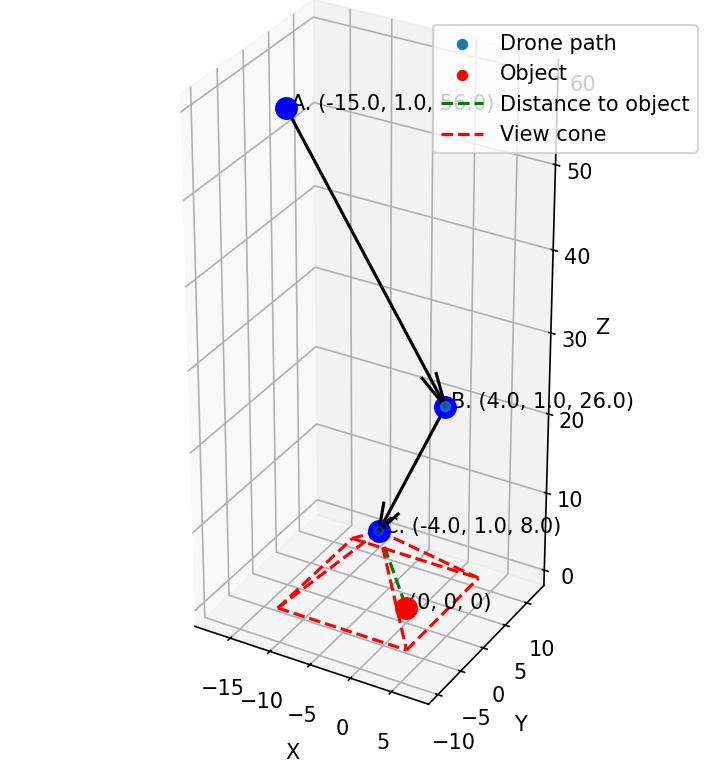 Drone path
Object
Distance to object
View cone
A. (-15.0, 1.0, 56.0)
B. (4.0, 1.0, 26.0)
C. (-4.0, 1.0, 8.0)
(0, 0, 0)
60
50
40
30
20
10
0
Z
10
5
0
−5
−10
Y
−15
−10
−5
0
5
X